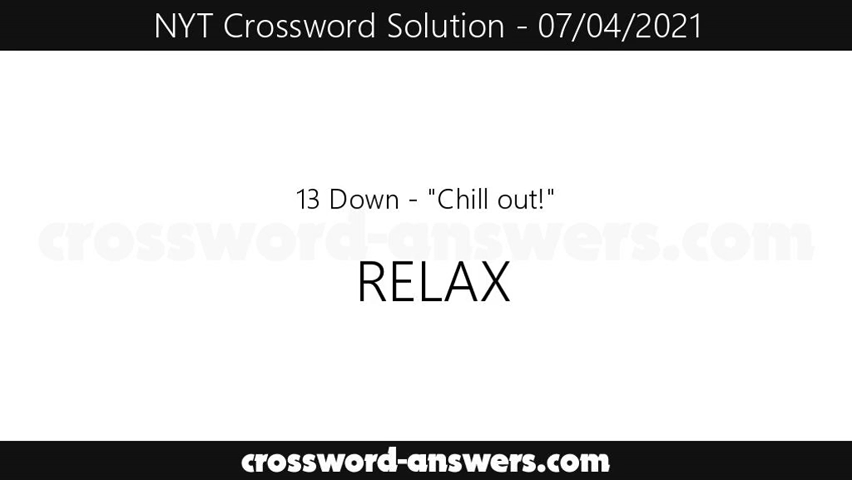 NYT Crossword Solution - 07/04/2021
13 Down - "Chill out!"
crossword-answers.com
RELAX
crossword-answers.com